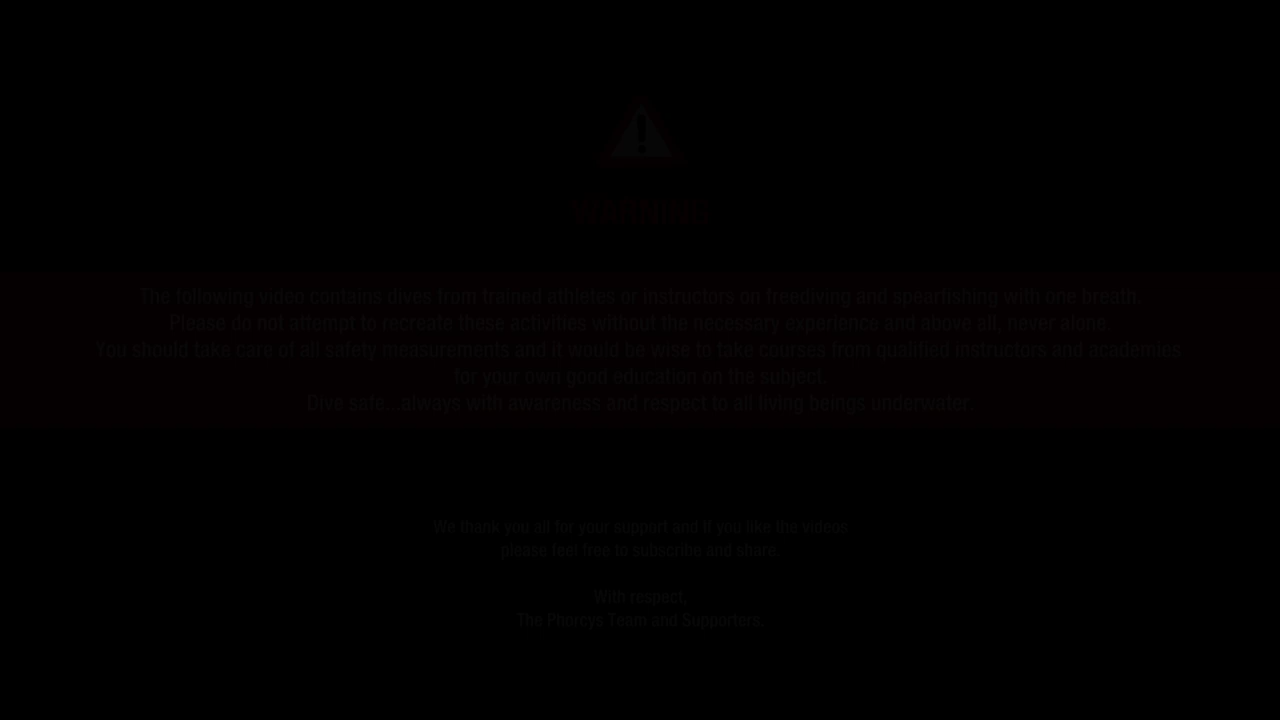 WARNING
The following video contains dives from trained athletes or instructors on freediving and spearfishing with one breath.
Please do not attempt to recreate these activities without the necessary experience and above all, never alone.
You should take care of all safety measurements and it would be wise to take courses from qualified instructors and academies
for your own good education on the subject.
Dive safe...always with awareness and respect to all living beings underwater.
We thank you all for your support and if you like the videos
please feel free to subscribe and share.
With respect,
The Phorcys Team and Supporters,